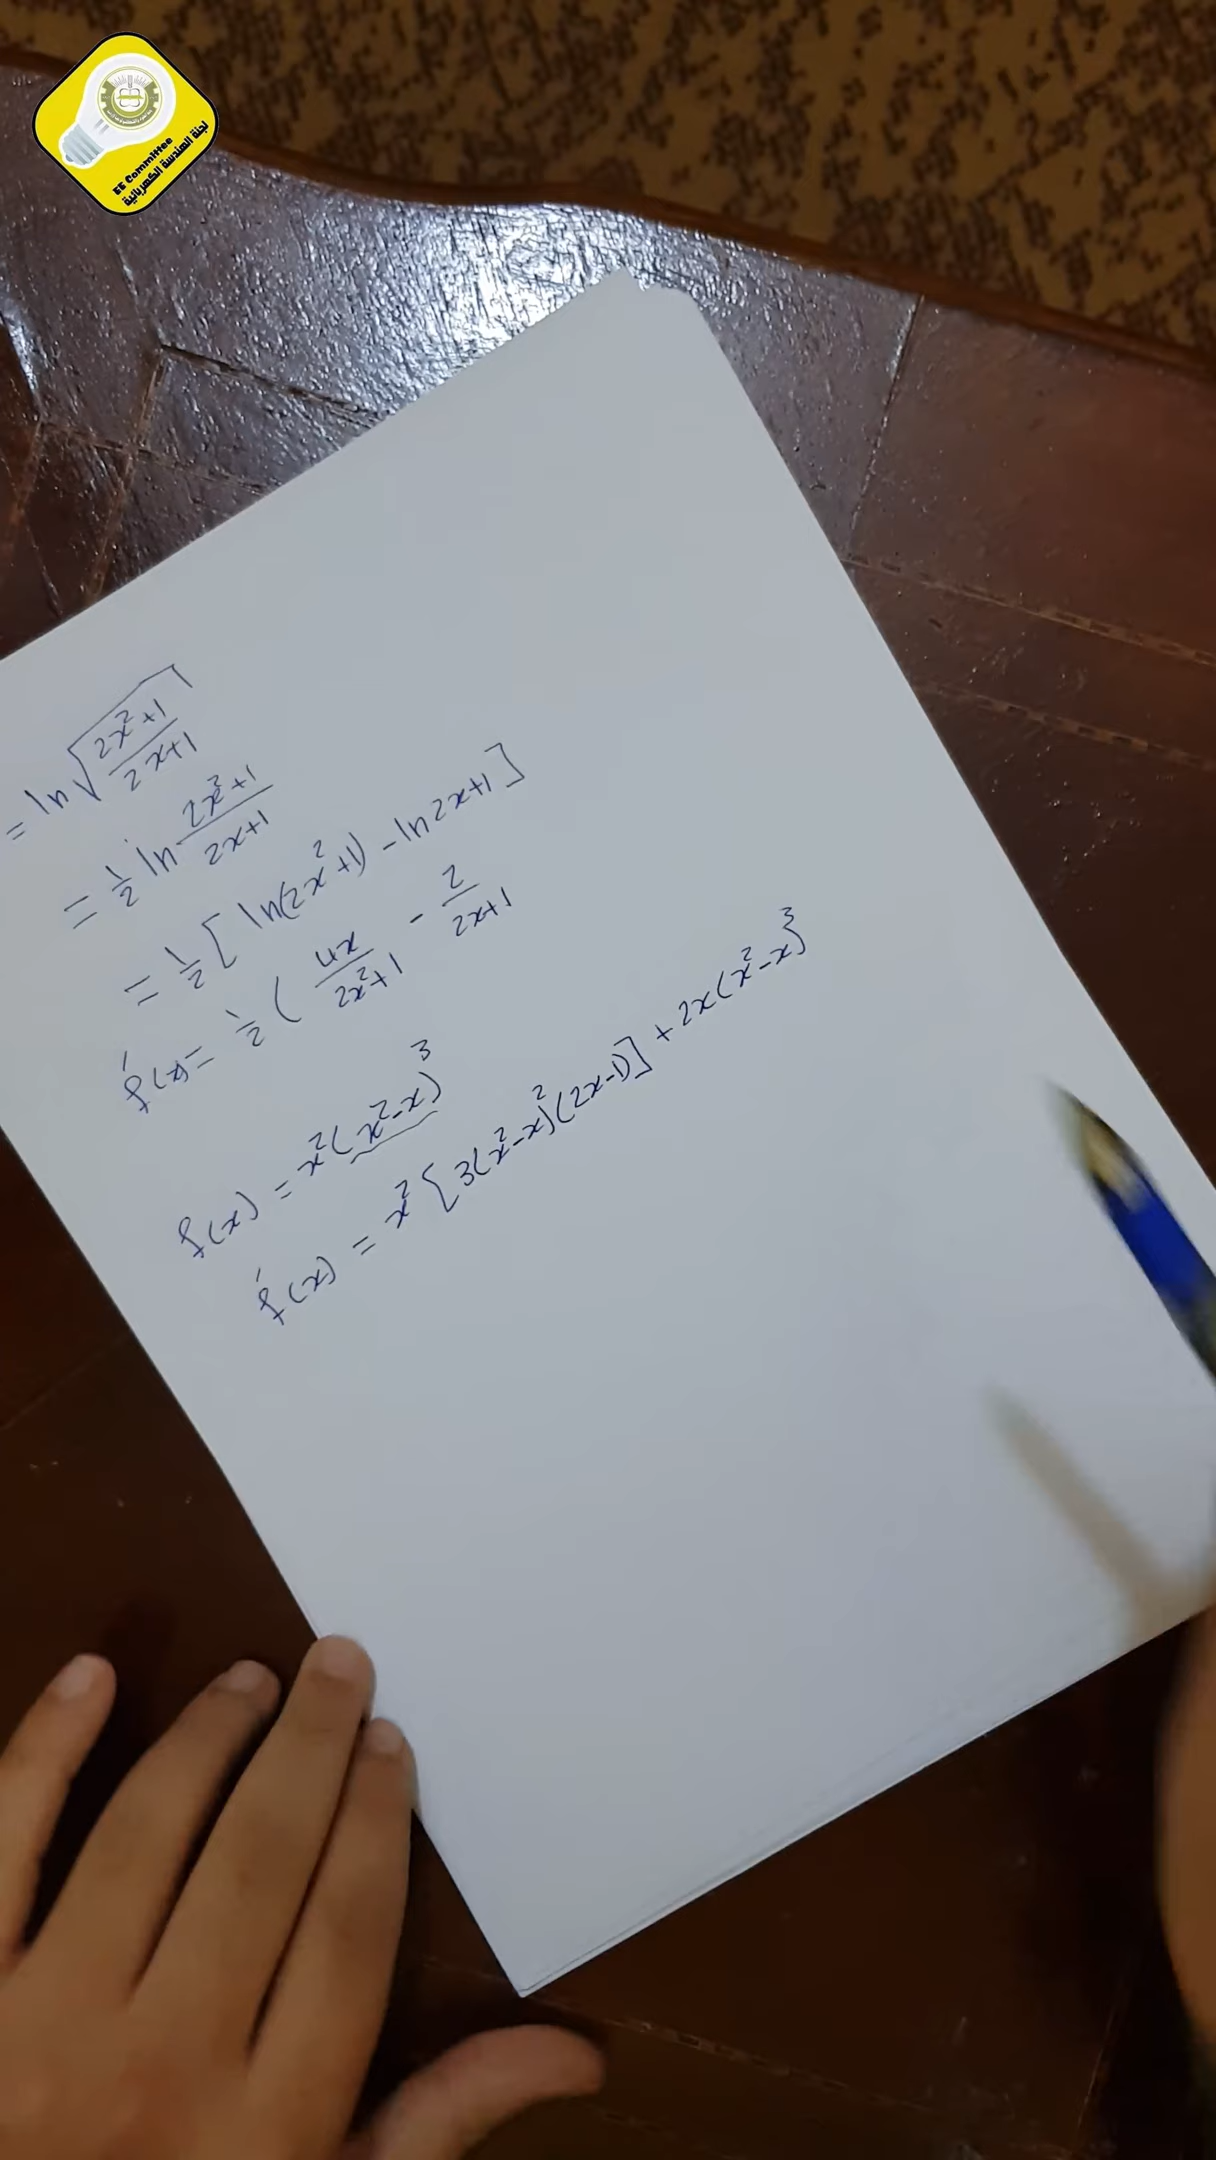 EE Committee
لجنة الهندسة الكهربائية
= ln√((2x²+1)/(2x+1))
= 1/2 ln (2x²+1)/(2x+1)
= 1/2 [ ln(2x²+1) - ln 2x+1 ]
f'(x) = 1/2 ( 4x/(2x²+1) - 2/(2x+1)
f(x) = x²(x²-x)³
f'(x) = x² [ 3(x²-x)²(2x-1) ] + 2x(x²-x)³